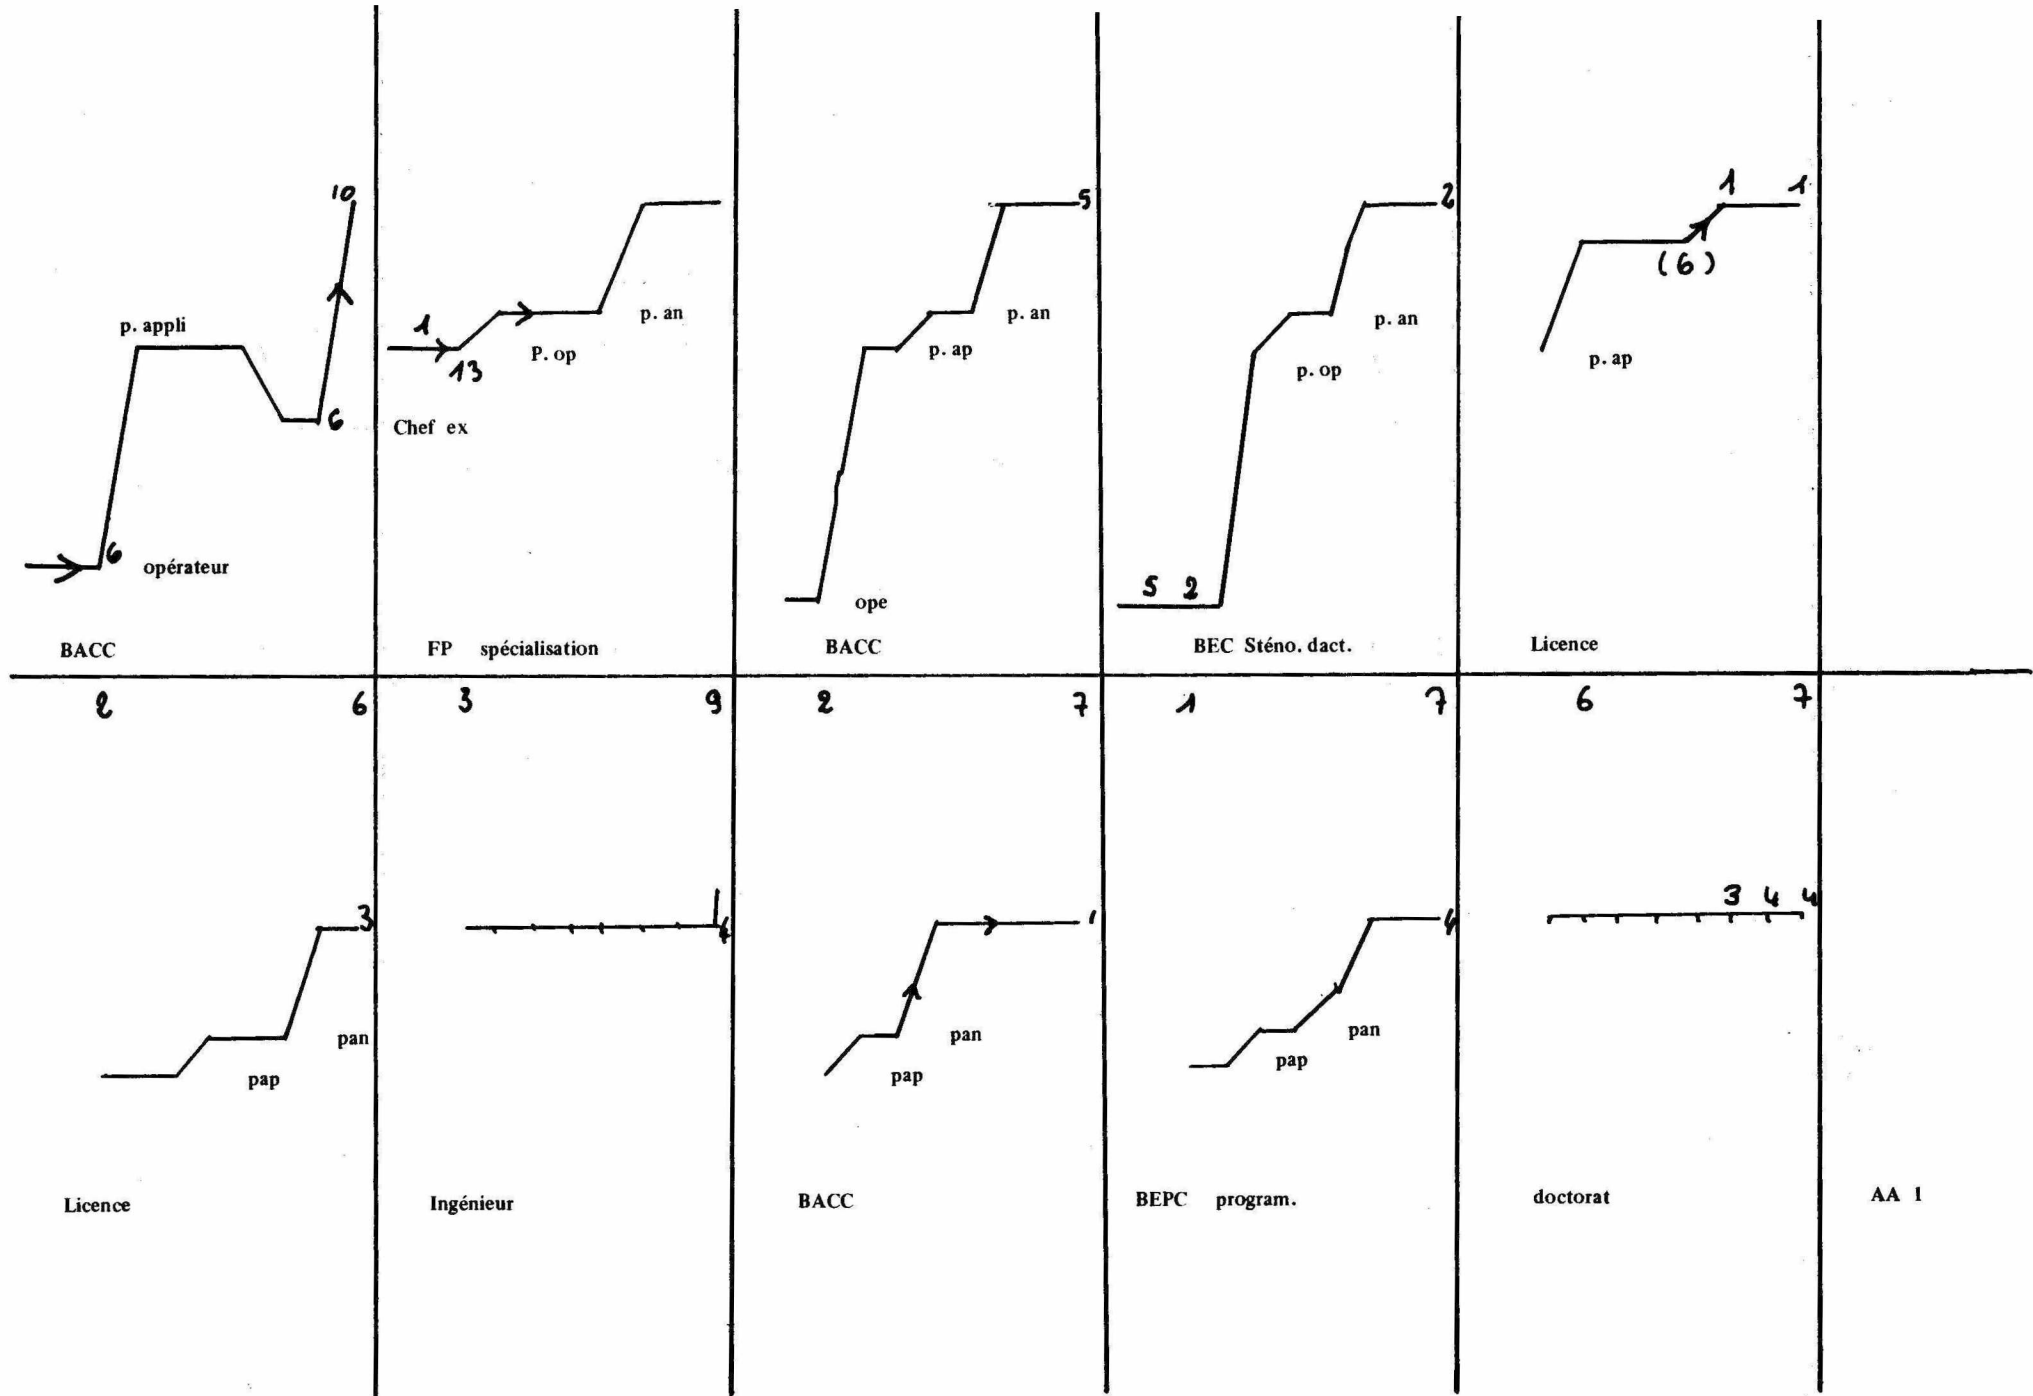 10
p. appli
6
6 opérateur
BACC
1
13
Chef ex
P. op
p. an
FP spécialisation
5
p. an
p. ap
ope
BACC
2
p. an
p. op
5 2
BEC Sténo. dact.
1 1
(6)
p. ap
Licence
2 6 3 9 2 7 1 7 6 7
3
pan
pap
Licence
4
Ingénieur
1
pan
pap
BACC
4
pan
pap
BEPC program.
3 4 4
doctorat
AA 1